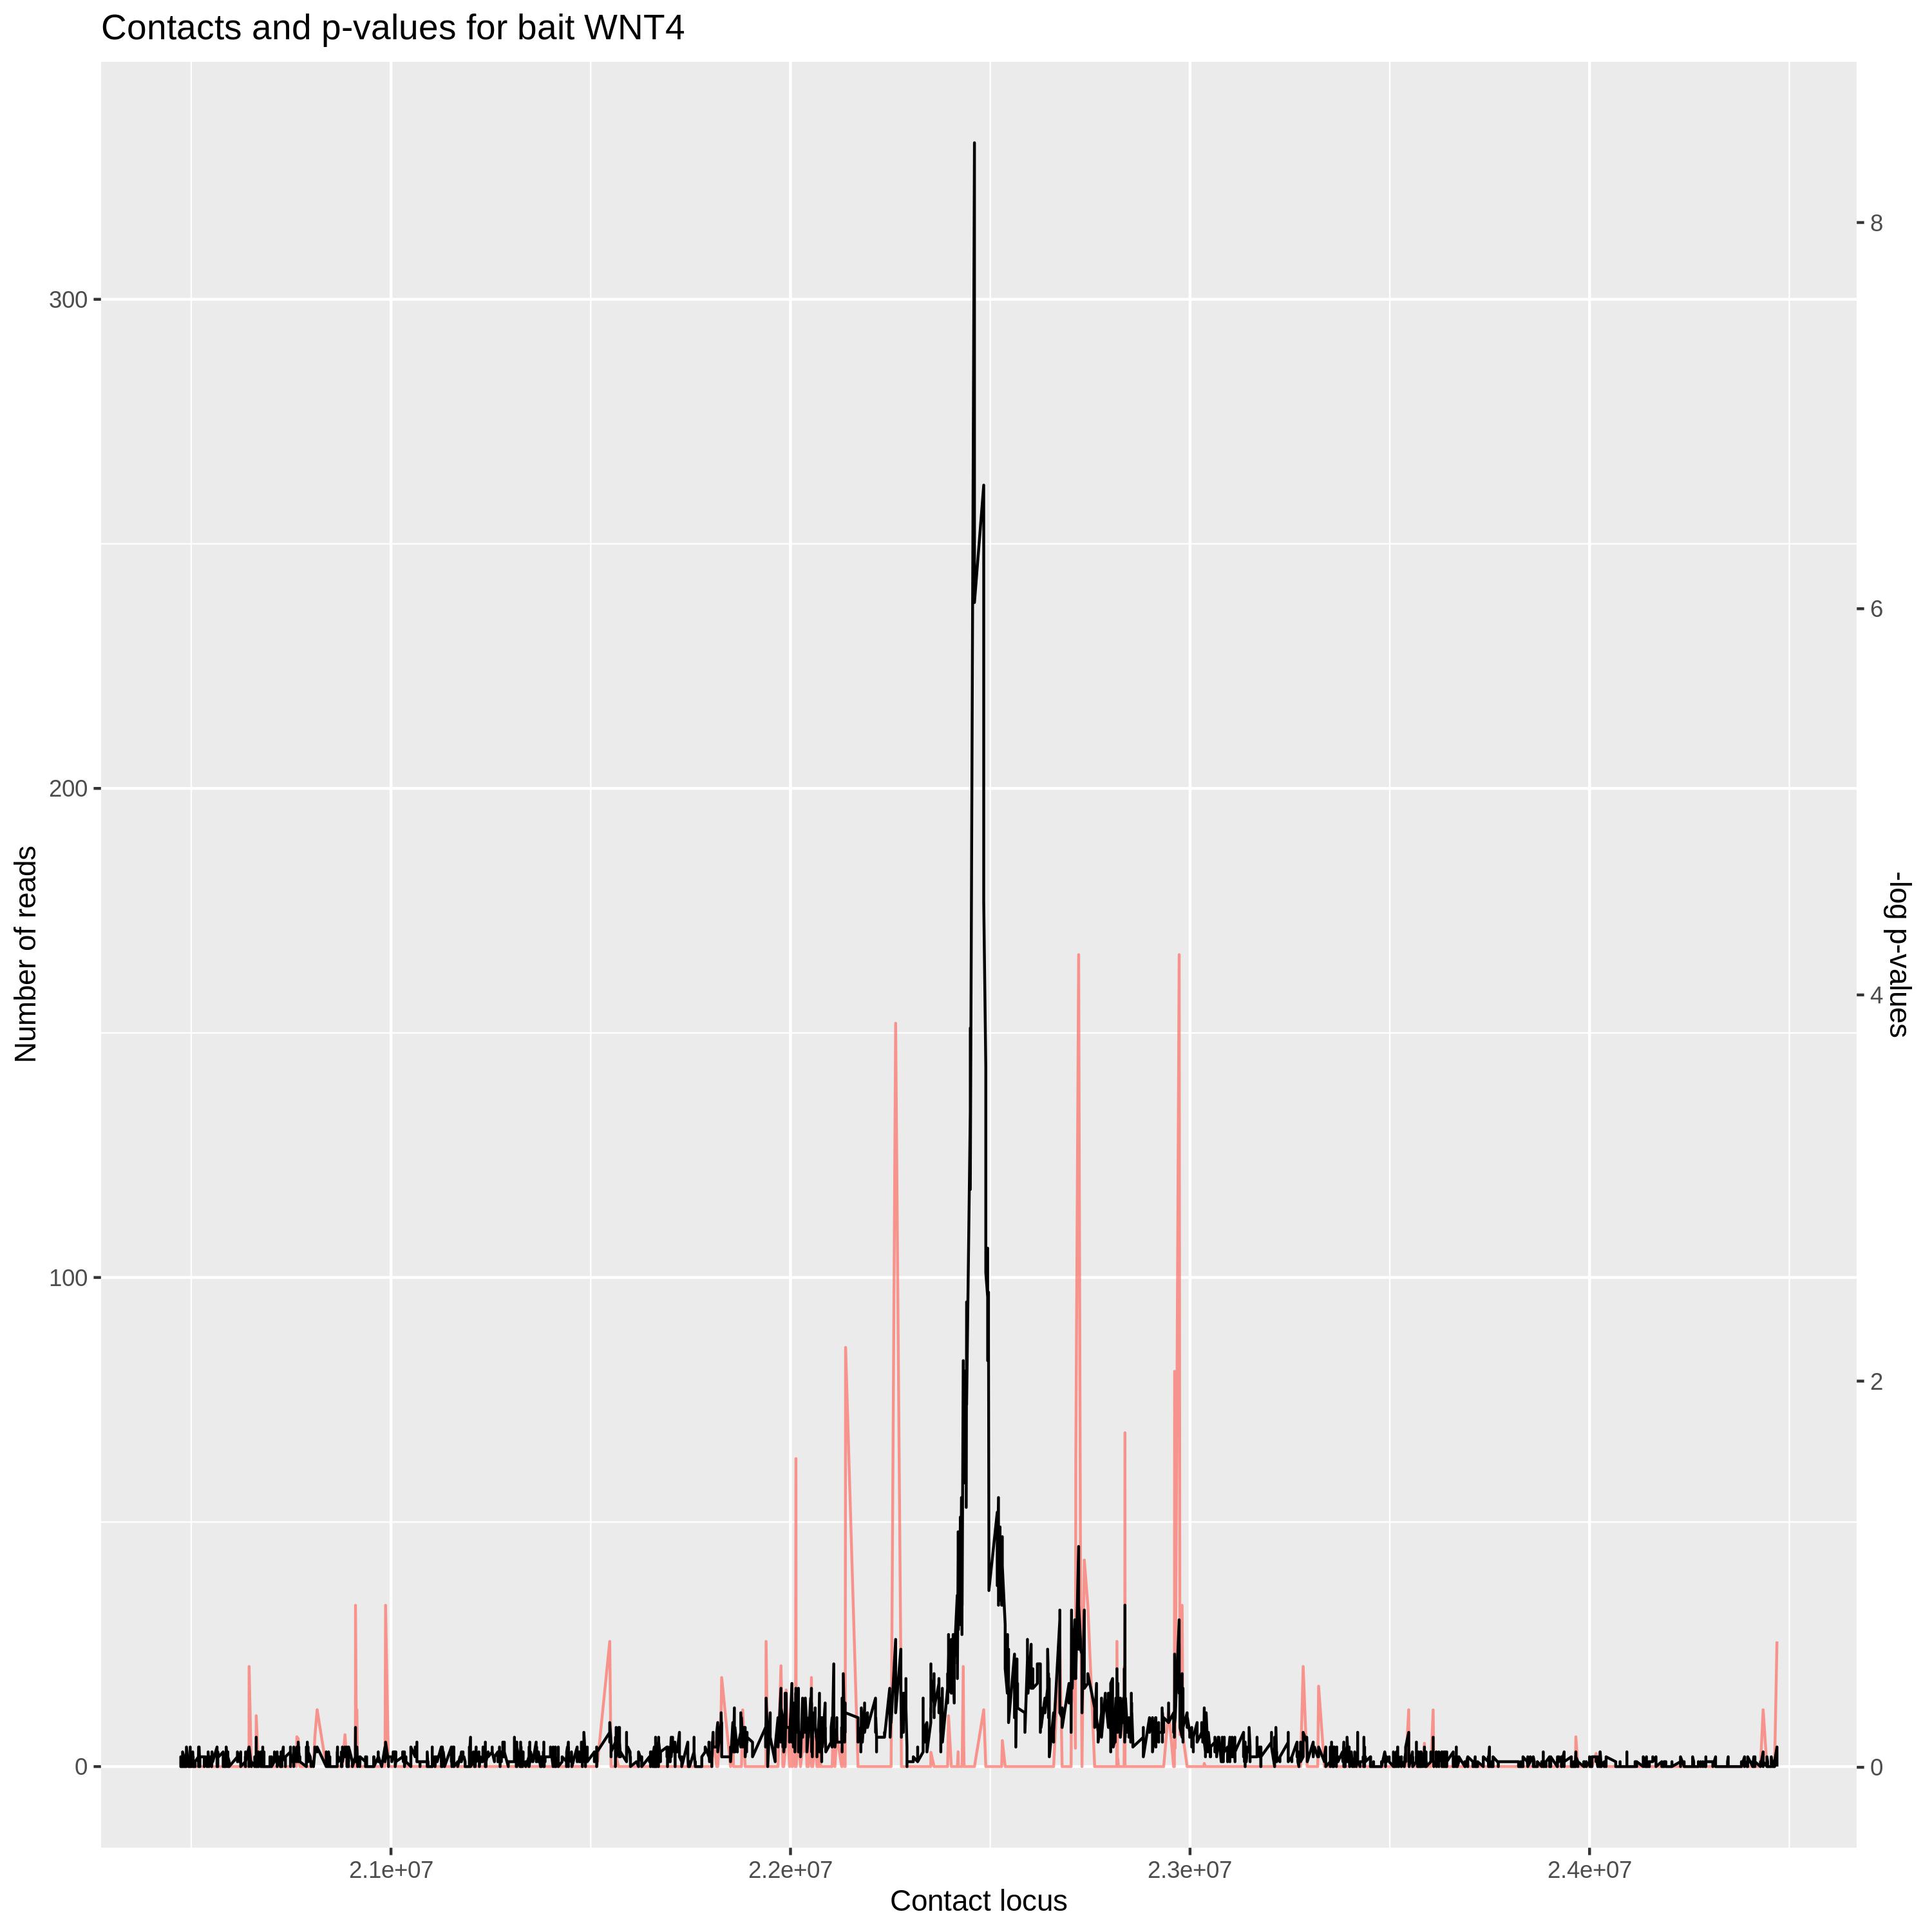 Contacts and p-values for bait WNT4
300
200
100
0
Number of reads
8
6
4
2
0
-log p-values
2.1e+07 2.2e+07 2.3e+07 2.4e+07
Contact locus